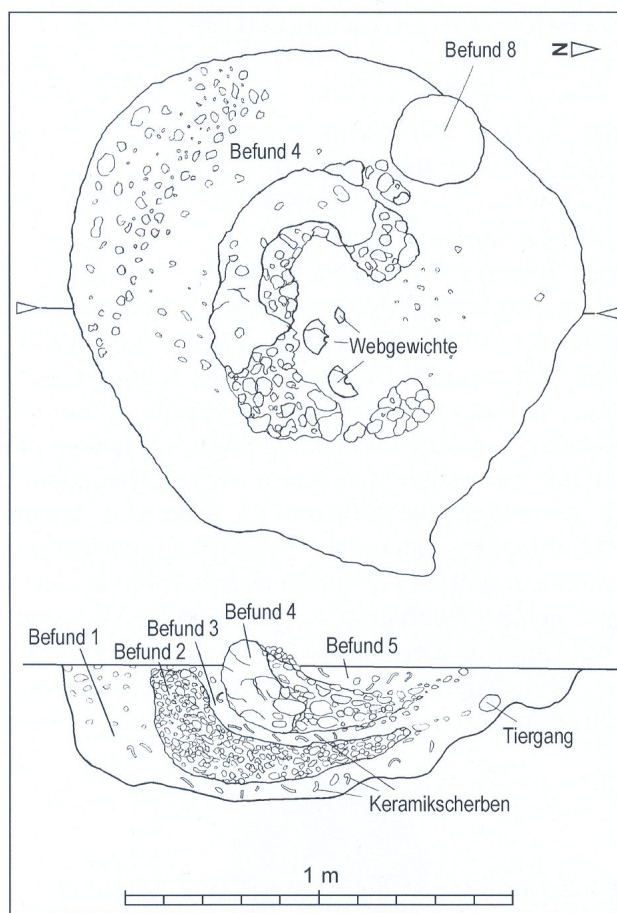 Befund 8
N
Befund 4
Webgewichte
Befund 4
Befund 3
Befund 1
Befund 2
Befund 5
Tiergang
Keramikscherben
1 m